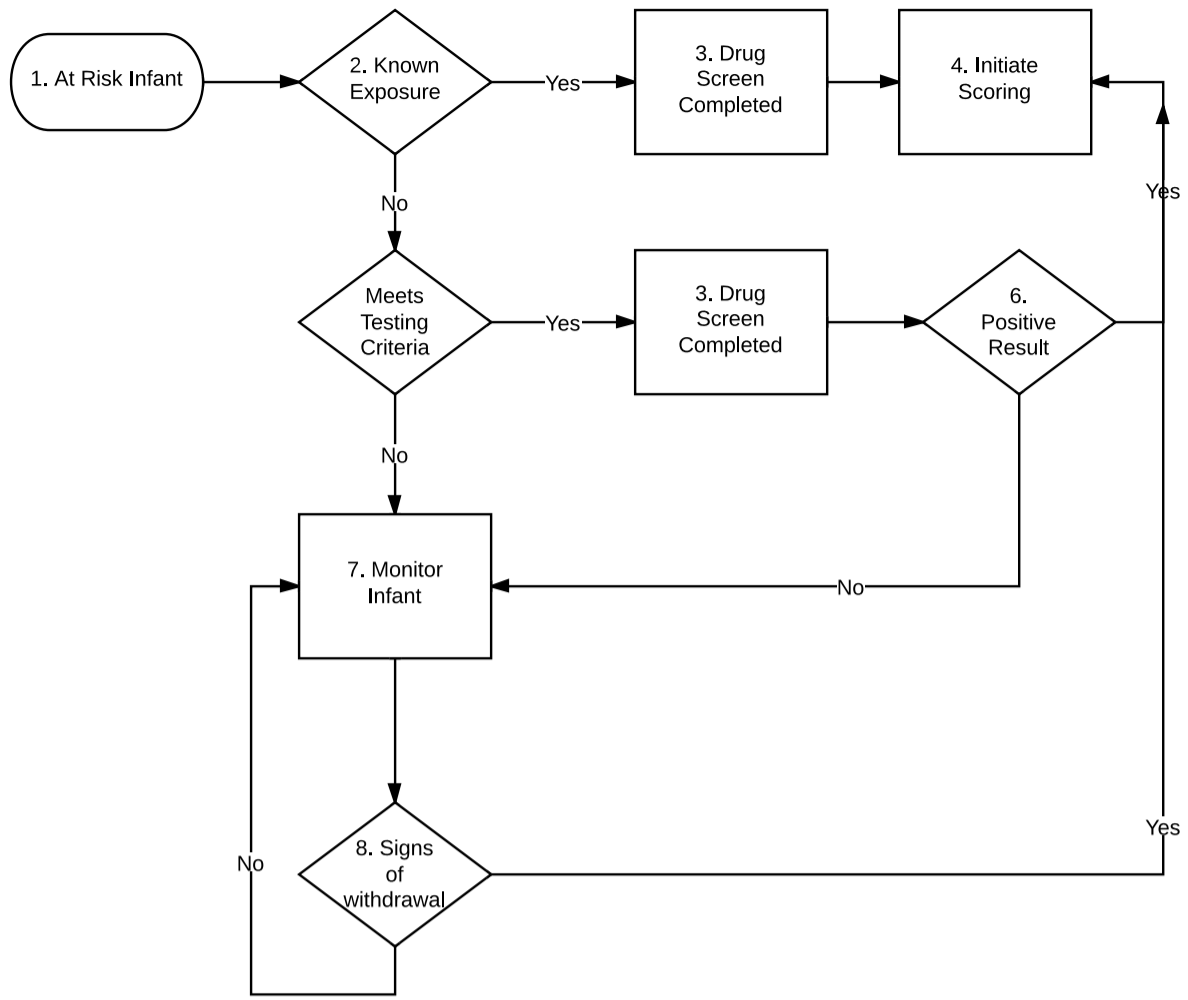 1. At Risk Infant
2. Known
Exposure
Yes
3. Drug
Screen
Completed
4. Initiate
Scoring
Yes
No
Meets
Testing
Criteria
Yes
3. Drug
Screen
Completed
6.
Positive
Result
No
7. Monitor
Infant
No
8. Signs
of
withdrawal
No
Yes